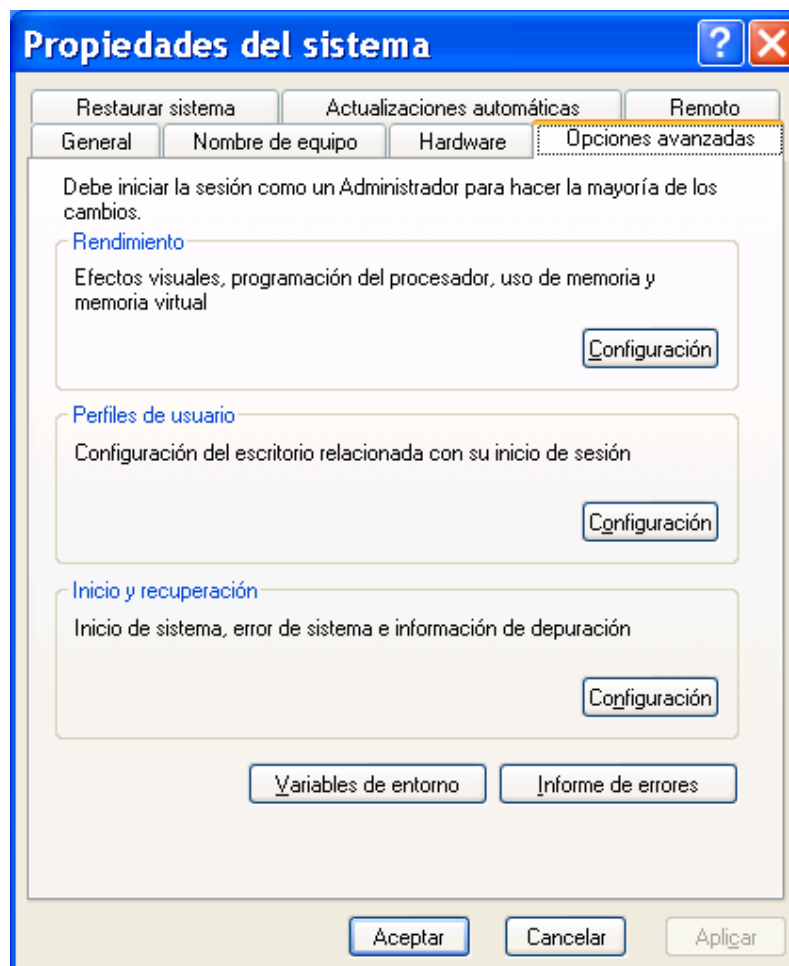 Propiedades del sistema
Restaurar sistema
Actualizaciones automáticas
Remoto
General
Nombre de equipo
Hardware
Opciones avanzadas
Debe iniciar la sesión como un Administrador para hacer la mayoría de los
cambios.
Rendimiento
Efectos visuales, programación del procesador, uso de memoria y
memoria virtual
Configuración
Perfiles de usuario
Configuración del escritorio relacionada con su inicio de sesión
Configuración
Inicio y recuperación
Inicio de sistema, error de sistema e información de depuración
Configuración
Variables de entorno
Informe de errores
Aceptar
Cancelar
Aplicar